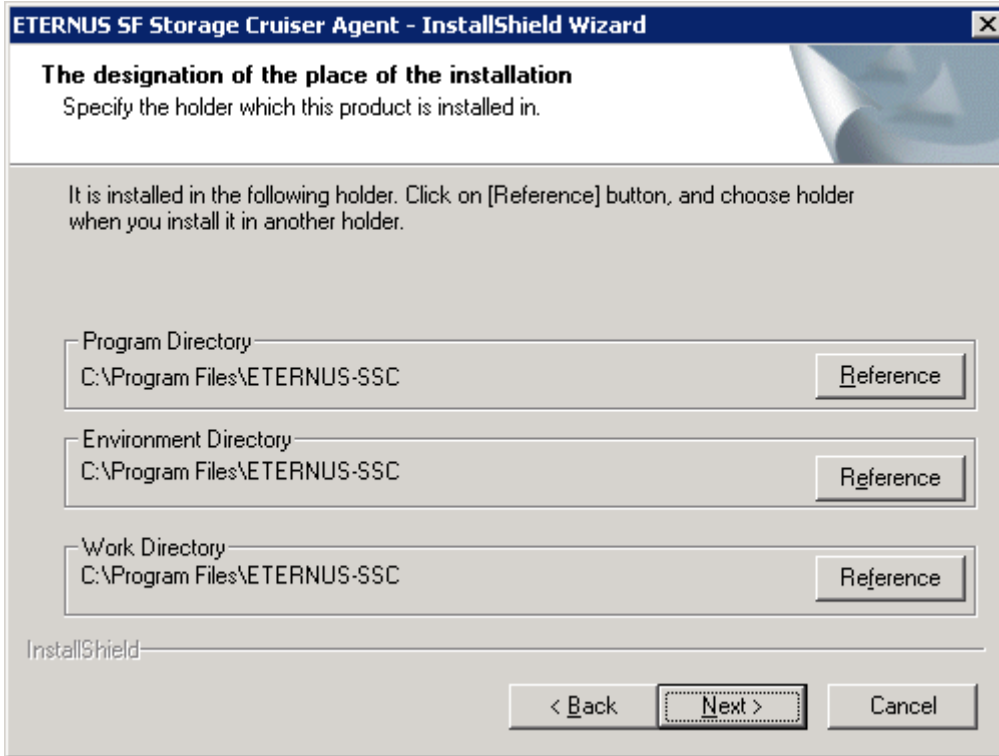 ETERNUS SF Storage Cruiser Agent - InstallShield Wizard
The designation of the place of the installation
Specify the holder which this product is installed in.
It is installed in the following holder. Click on [Reference] button, and choose holder
when you install it in another holder.
Program Directory
C:\Program Files\ETERNUS-SSC
Reference
Environment Directory
C:\Program Files\ETERNUS-SSC
Reference
Work Directory
C:\Program Files\ETERNUS-SSC
Reference
InstallShield
< Back
Next >
Cancel